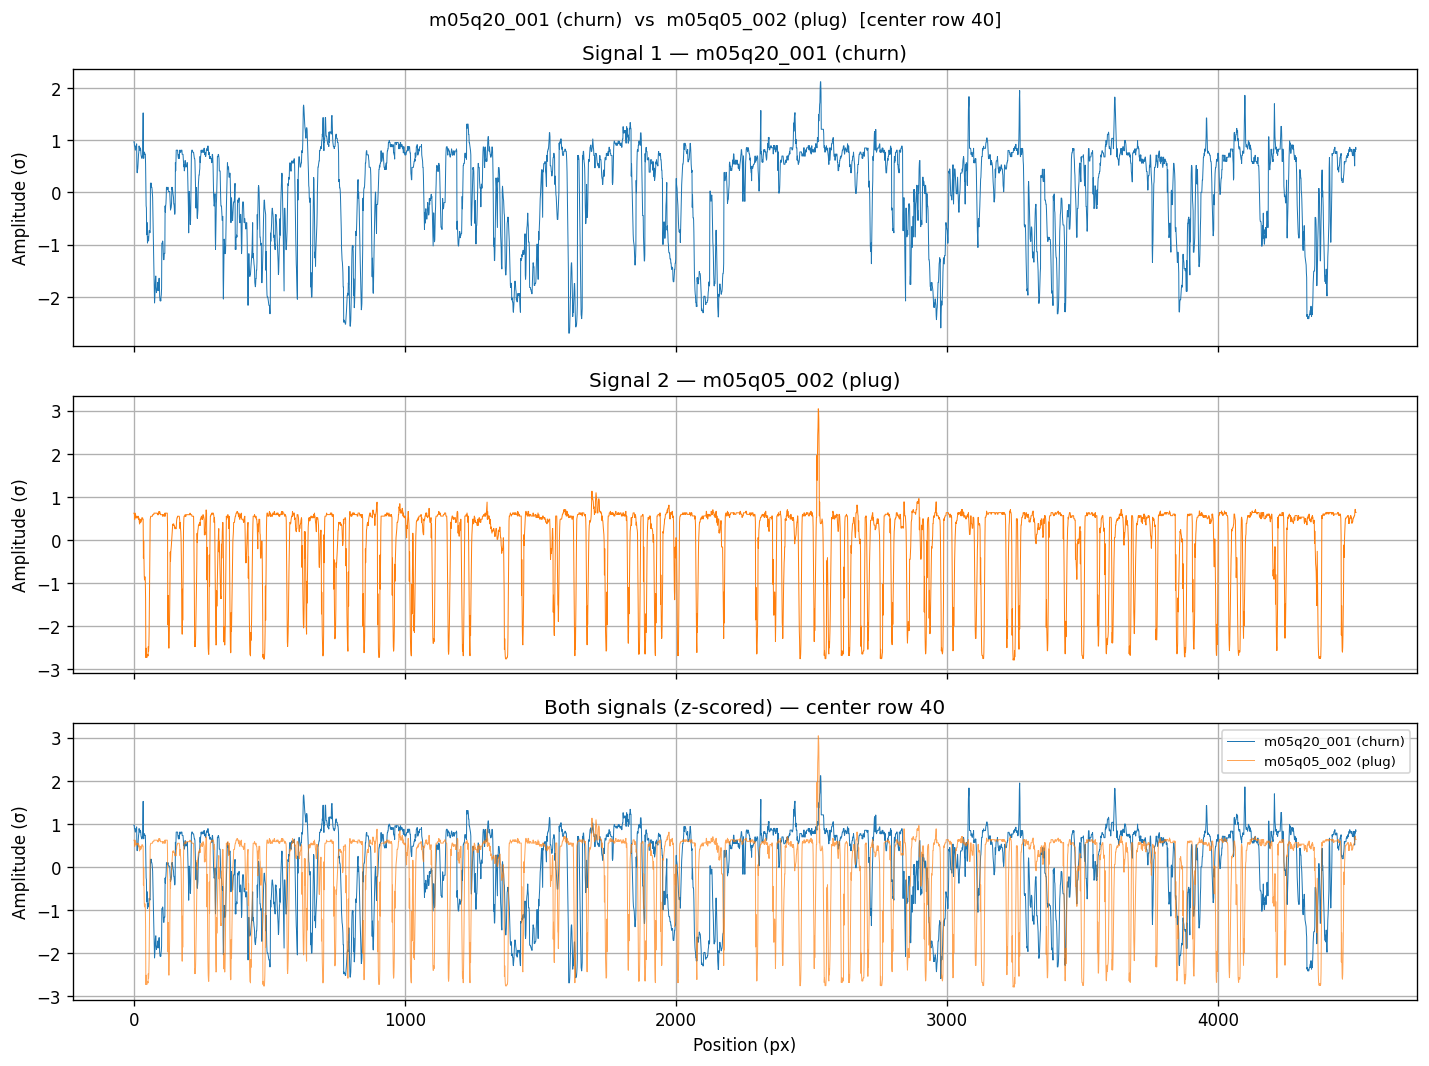 m05q20_001 (churn)  vs  m05q05_002 (plug)  [center row 40]
Signal 1 — m05q20_001 (churn)
Amplitude (σ)
2
1
0
−1
−2
Signal 2 — m05q05_002 (plug)
Amplitude (σ)
3
2
1
0
−1
−2
−3
Both signals (z-scored) — center row 40
Amplitude (σ)
3
2
1
0
−1
−2
−3
m05q20_001 (churn)
m05q05_002 (plug)
0
1000
2000
3000
4000
Position (px)